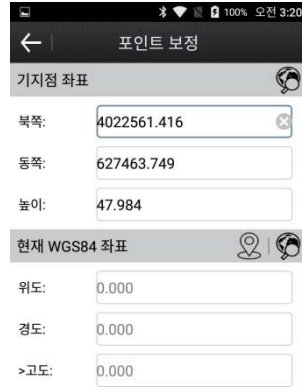 100% 오전 3:20
포인트 보정
기지점 좌표
북쪽: 4022561.416
동쪽: 627463.749
높이: 47.984
현재 WGS84 좌표
위도: 0.000
경도: 0.000
>고도: 0.000